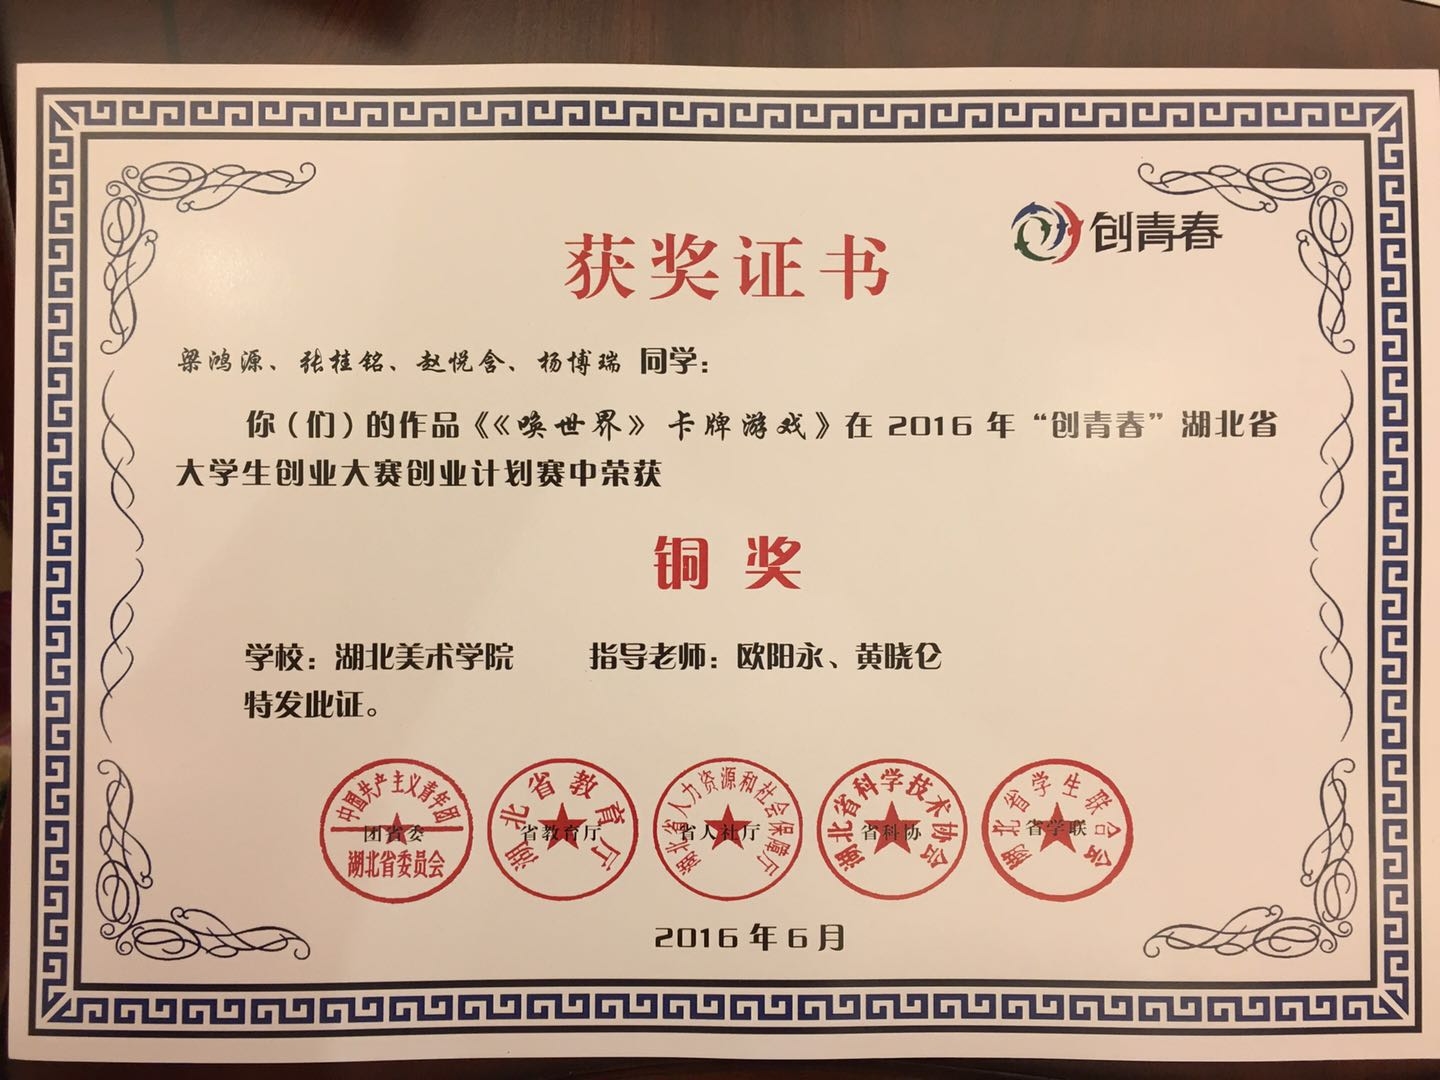 创青春
获奖证书
梁鸿源、张桂铭、赵悦含、杨博瑞 同学：
你（们）的作品《《唤世界》卡牌游戏》在 2016 年“创青春”湖北省
大学生创业大赛创业计划赛中荣获
铜 奖
学校：湖北美术学院 指导老师：欧阳永、黄晓仑
特发此证。
中國共产主义青年团
团省委
湖北省委员会
湖北省教育厅
省教育厅
湖北省人力资源和社会保障厅
省人社厅
湖北省科学技术协会
省科协
湖北省学生联合会
省学联
2016 年 6 月